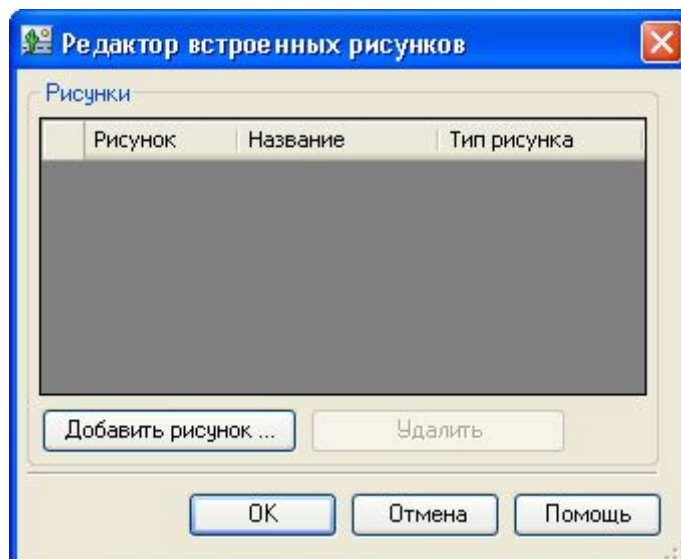 Редактор встроенных рисунков
Рисунки
Рисунок Название Тип рисунка
Добавить рисунок ... Удалить
OK Отмена Помощь